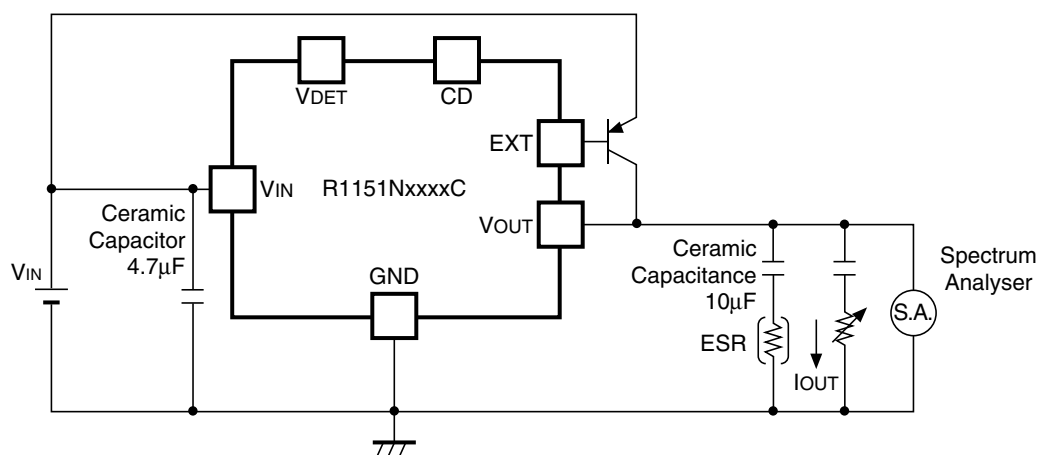 VDET
CD
EXT
VIN
R1151NxxxxC
VOUT
Ceramic
Capacitor
4.7μF
VIN
GND
Ceramic
Capacitance
10μF
ESR
IOUT
Spectrum
Analyser
S.A.